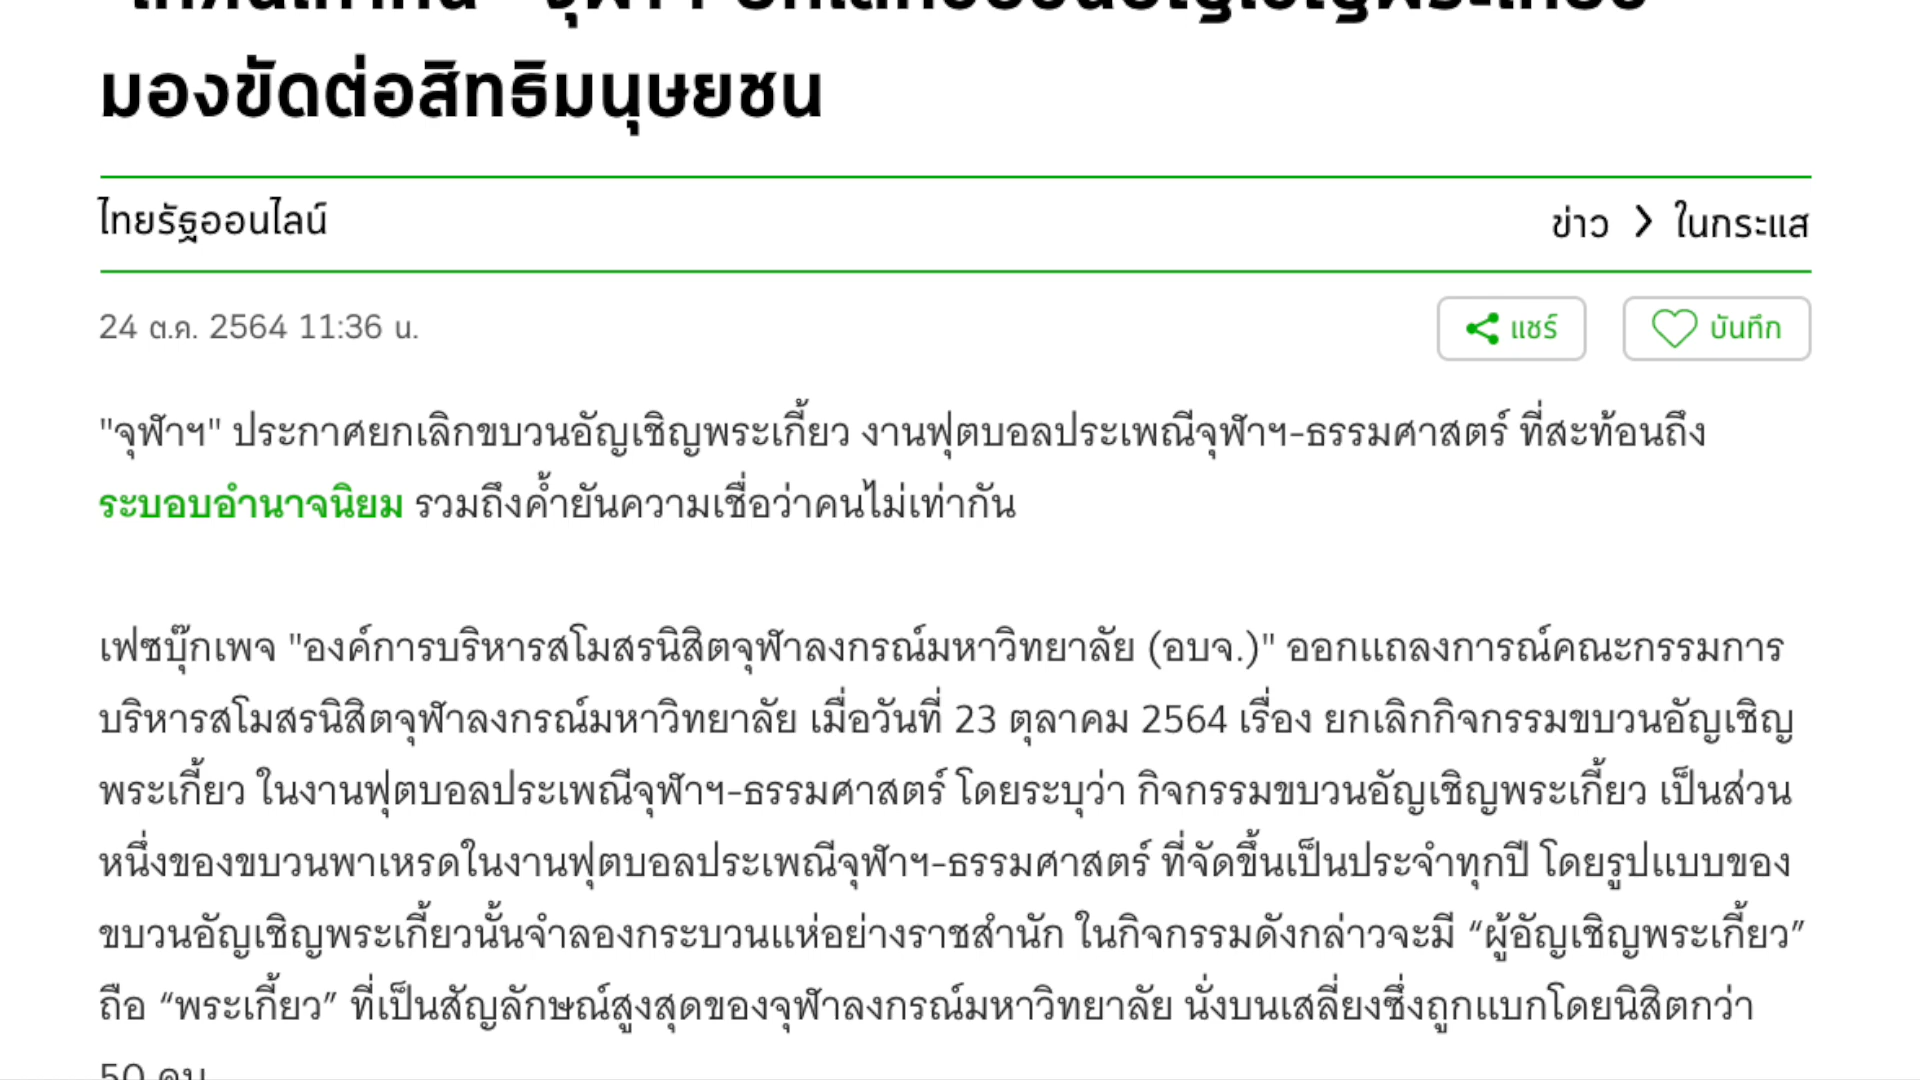 มองขัดต่อสิทธิมนุษยชน
ไทยรัฐออนไลน์
ข่าว > ในกระแส
24 ต.ค. 2564 11:36 น.
แชร์
บันทึก
"จุฬาฯ" ประกาศยกเลิกขบวนอัญเชิญพระเกี้ยว งานฟุตบอลประเพณีจุฬาฯ-ธรรมศาสตร์ ที่สะท้อนถึง
ระบอบอำนาจนิยม รวมถึงค้ำยันความเชื่อว่าคนไม่เท่ากัน
เฟซบุ๊กเพจ "องค์การบริหารสโมสรนิสิตจุฬาลงกรณ์มหาวิทยาลัย (อบจ.)" ออกแถลงการณ์คณะกรรมการ
บริหารสโมสรนิสิตจุฬาลงกรณ์มหาวิทยาลัย เมื่อวันที่ 23 ตุลาคม 2564 เรื่อง ยกเลิกกิจกรรมขบวนอัญเชิญ
พระเกี้ยว ในงานฟุตบอลประเพณีจุฬาฯ-ธรรมศาสตร์ โดยระบุว่า กิจกรรมขบวนอัญเชิญพระเกี้ยว เป็นส่วน
หนึ่งของขบวนพาเหรดในงานฟุตบอลประเพณีจุฬาฯ-ธรรมศาสตร์ ที่จัดขึ้นเป็นประจำทุกปี โดยรูปแบบของ
ขบวนอัญเชิญพระเกี้ยวนั้นจำลองกระบวนแห่อย่างราชสำนัก ในกิจกรรมดังกล่าวจะมี “ผู้อัญเชิญพระเกี้ยว”
ถือ “พระเกี้ยว” ที่เป็นสัญลักษณ์สูงสุดของจุฬาลงกรณ์มหาวิทยาลัย นั่งบนเสลี่ยงซึ่งถูกแบกโดยนิสิตกว่า
50 คน